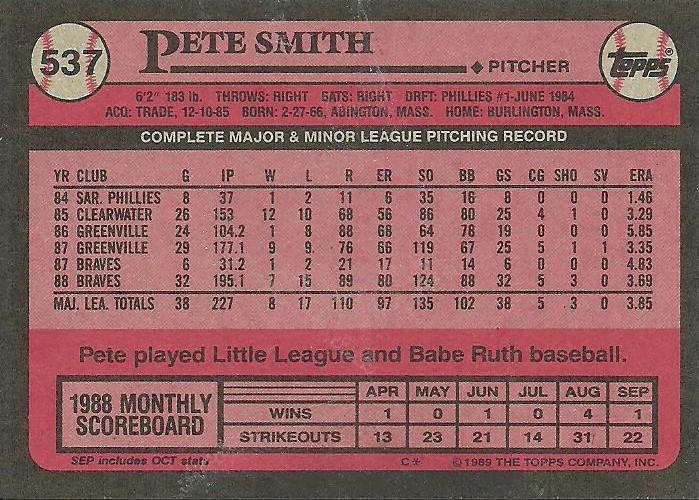 537
PETE SMITH
Topps®
◆ PITCHER
6'2" 183 lb. THROWS: RIGHT BATS: RIGHT DRFT: PHILLIES #1-JUNE 1984
ACQ: TRADE, 12-10-85 BORN: 2-27-66, ABINGTON, MASS. HOME: BURLINGTON, MASS.
COMPLETE MAJOR & MINOR LEAGUE PITCHING RECORD
YR CLUB G IP W L R ER SO BB GS CG SHO SV ERA
84 SAR. PHILLIES 8 37 1 2 11 6 35 16 8 0 0 0 1.46
85 CLEARWATER 26 153 12 10 68 56 86 80 25 4 1 0 3.29
86 GREENVILLE 24 104.2 1 8 88 68 64 78 19 0 0 0 5.85
87 GREENVILLE 29 177.1 9 9 76 66 119 67 25 5 1 1 3.35
87 BRAVES 6 31.2 1 2 21 17 11 14 6 0 0 0 4.83
88 BRAVES 32 195.1 7 15 89 80 124 88 32 5 3 0 3.69
MAJ. LEA. TOTALS 38 227 8 17 110 97 135 102 38 5 3 0 3.85
Pete played Little League and Babe Ruth baseball.
1988 MONTHLY
SCOREBOARD
APR MAY JUN JUL AUG SEP
WINS 1 0 1 0 4 1
STRIKEOUTS 13 23 21 14 31 22
SEP includes OCT stats
C* ©1989 THE TOPPS COMPANY, INC.